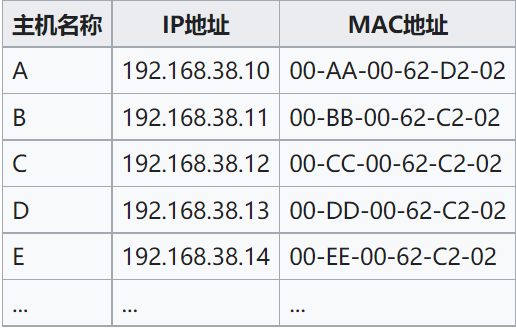 主机名称 IP地址 MAC地址
A 192.168.38.10 00-AA-00-62-D2-02
B 192.168.38.11 00-BB-00-62-C2-02
C 192.168.38.12 00-CC-00-62-C2-02
D 192.168.38.13 00-DD-00-62-C2-02
E 192.168.38.14 00-EE-00-62-C2-02
... ... ...